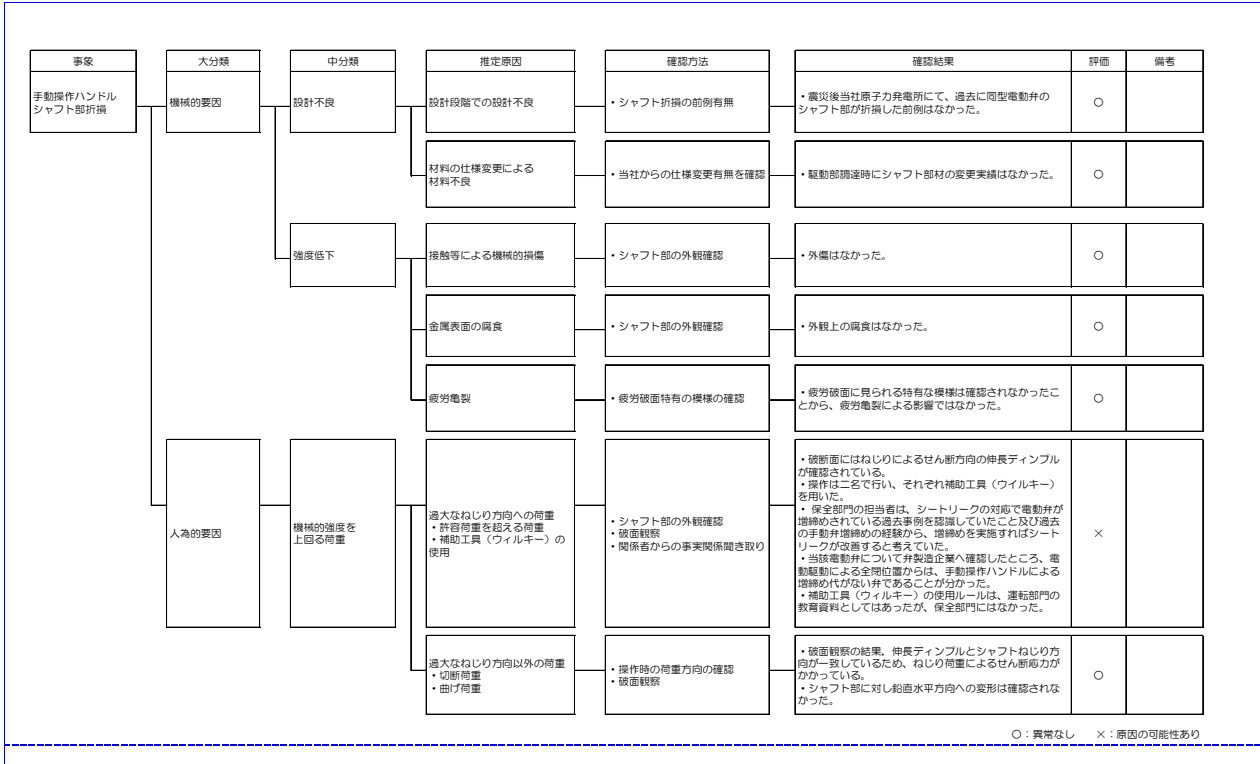 事象
大分類
中分類
推定原因
確認方法
確認結果
評価
備考
手動操作ハンドル
シャフト部折損
機械的要因
設計不良
設計段階での設計不良
・シャフト折損の前例有無
・震災後当社原子力発電所にて、過去に同型電動弁の
シャフト部が折損した前例はなかった。
○
材料の仕様変更による
材料不良
・当社からの仕様変更有無を確認
・駆動部調達時にシャフト部材の変更実績はなかった。
○
強度低下
接触等による機械的損傷
・シャフト部の外観確認
・外傷はなかった。
○
金属表面の腐食
・シャフト部の外観確認
・外観上の腐食はなかった。
○
疲労亀裂
・疲労破面特有の模様の確認
・疲労破面に見られる特有な模様は確認されなかったこ
とから、疲労亀裂による影響ではなかった。
○
人為的要因
機械的強度を
上回る荷重
過大なねじり方向への荷重
・許容荷重を超える荷重
・補助工具（ウィルキー）の
使用
・シャフト部の外観確認
・破面観察
・関係者からの事実関係聞き取り
・破断面にはねじりによるせん断方向の伸長ディンプル
が確認されている。
・操作は二名で行い、それぞれ補助工具（ウイルキー）
を用いた。
・ 保全部門の担当者は、シートリークの対応で電動弁が
増締めされている過去事例を認識していたこと及び過去
の手動弁増締めの経験から、増締めを実施すればシート
リークが改善すると考えていた。
・当該電動弁について弁製造企業へ確認したところ、電
動駆動による全閉位置からは、手動操作ハンドルによる
増締め代がない弁であることが分かった。
・補助工具（ウィルキー）の使用ルールは、運転部門の
教育資料としてはあったが、保全部門にはなかった。
×
過大なねじり方向以外の荷重
・切断荷重
・曲げ荷重
・操作時の荷重方向の確認
・破面観察
・破面観察の結果、伸長ディンプルとシャフトねじり方
向が一致しているため、ねじり荷重によるせん断応力が
かかっている。
・シャフト部に対し鉛直水平方向への変形は確認されな
かった。
○
○：異常なし　×：原因の可能性あり